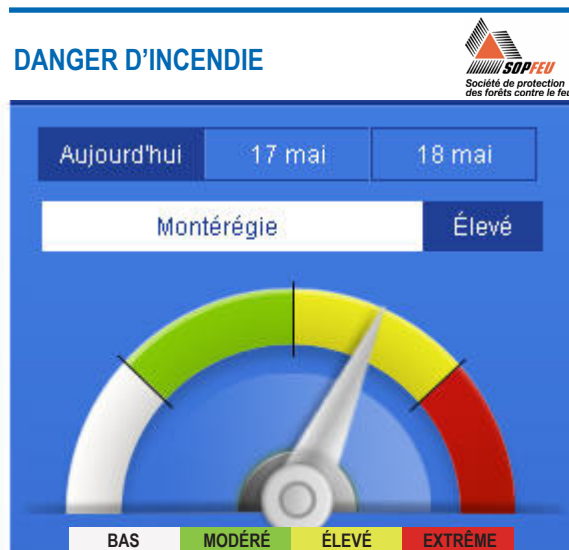 DANGER D'INCENDIE
SOPFEU
Société de protection
des forêts contre le feu
Aujourd'hui 17 mai 18 mai
Montérégie Élevé
BAS MODÉRÉ ÉLEVÉ EXTRÊME